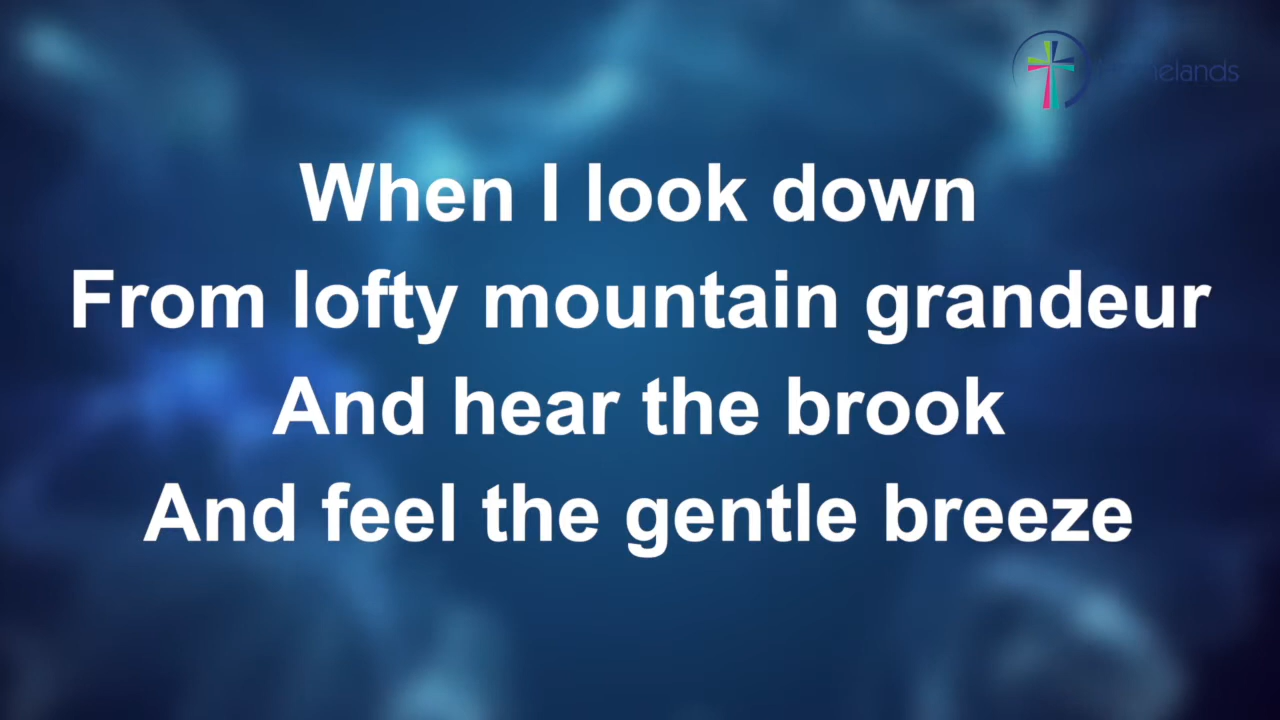 When I look down
From lofty mountain grandeur
And hear the brook
And feel the gentle breeze